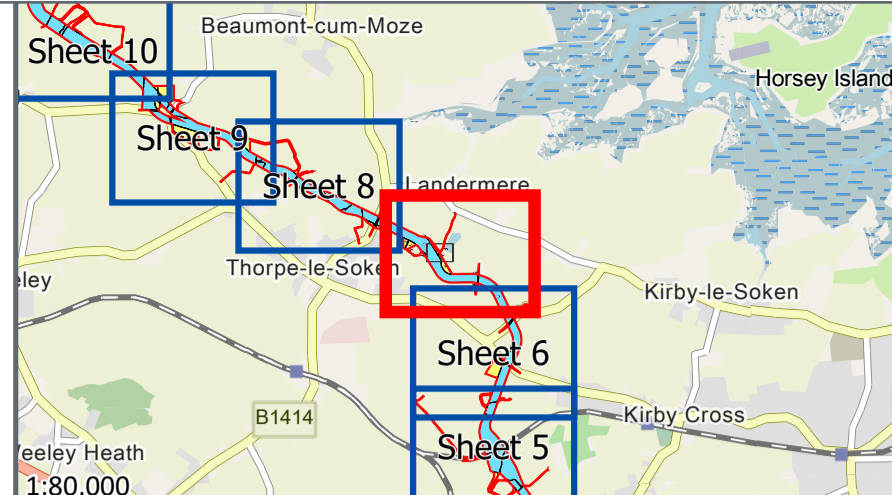 Beaumont-cum-Moze
Sheet 10
Horsey Island
Sheet 9
Sheet 8
Landermere
Thorpe-le-Soken
eley
Kirby-le-Soken
Sheet 6
B1414
Kirby Cross
Sheet 5
eeley Heath
1:80,000